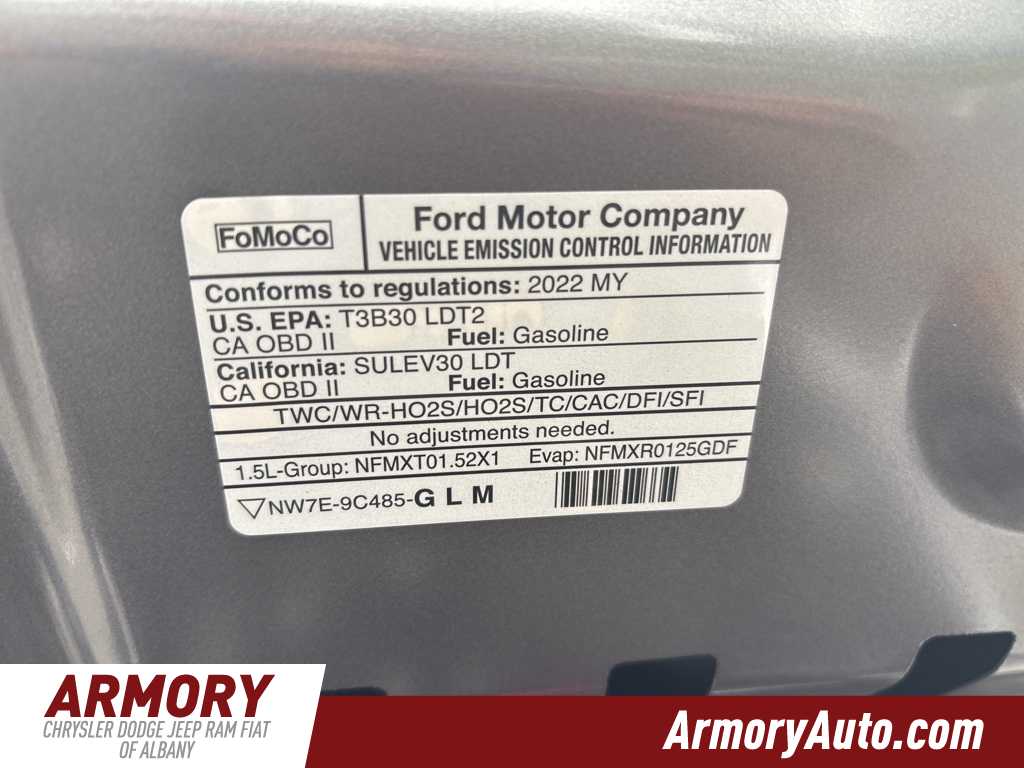 FoMoCo
Ford Motor Company
VEHICLE EMISSION CONTROL INFORMATION
Conforms to regulations: 2022 MY
U.S. EPA: T3B30 LDT2
CA OBD II Fuel: Gasoline
California: SULEV30 LDT
CA OBD II Fuel: Gasoline
TWC/WR-HO2S/HO2S/TC/CAC/DFI/SFI
No adjustments needed.
1.5L-Group: NFMXT01.52X1 Evap: NFMXR0125GDF
NW7E-9C485-G L M
ARMORY
CHRYSLER DODGE JEEP RAM FIAT
OF ALBANY
ArmoryAuto.com